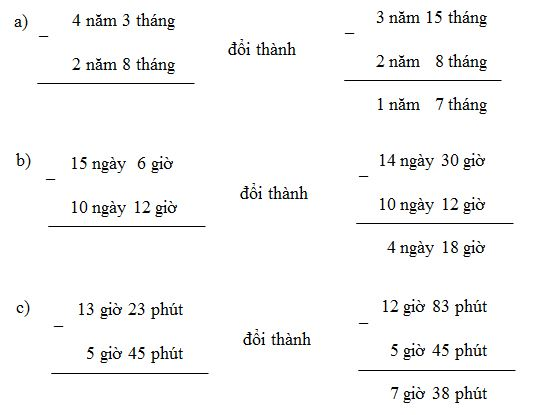 a) 4 năm 3 tháng
–
2 năm 8 tháng
đổi thành
3 năm 15 tháng
–
2 năm 8 tháng
1 năm 7 tháng
b) 15 ngày 6 giờ
–
10 ngày 12 giờ
đổi thành
14 ngày 30 giờ
–
10 ngày 12 giờ
4 ngày 18 giờ
c) 13 giờ 23 phút
–
5 giờ 45 phút
đổi thành
12 giờ 83 phút
–
5 giờ 45 phút
7 giờ 38 phút